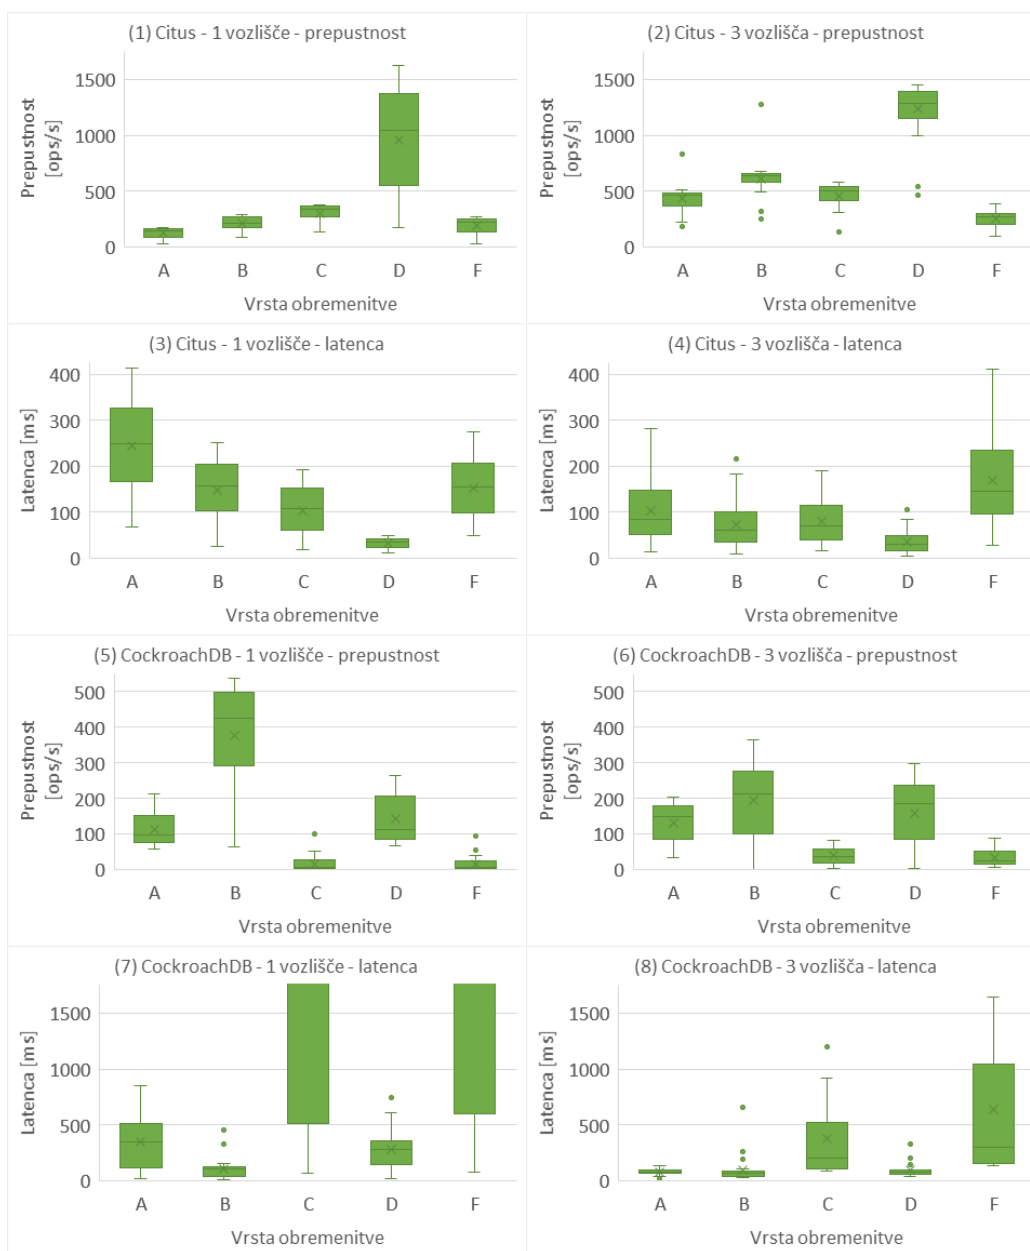 (1) Citus - 1 vozlišče - prepustnost
Prepustnost
[ops/s]
1500
1000
500
0
A B C D F
Vrsta obremenitve
(2) Citus - 3 vozlišča - prepustnost
Prepustnost
[ops/s]
1500
1000
500
0
A B C D F
Vrsta obremenitve
(3) Citus - 1 vozlišče - latenca
Latenca [ms]
400
300
200
100
0
A B C D F
Vrsta obremenitve
(4) Citus - 3 vozlišča - latenca
Latenca [ms]
400
300
200
100
0
A B C D F
Vrsta obremenitve
(5) CockroachDB - 1 vozlišče - prepustnost
Prepustnost
[ops/s]
500
400
300
200
100
0
A B C D F
Vrsta obremenitve
(6) CockroachDB - 3 vozlišča - prepustnost
Prepustnost
[ops/s]
500
400
300
200
100
0
A B C D F
Vrsta obremenitve
(7) CockroachDB - 1 vozlišče - latenca
Latenca [ms]
1500
1000
500
0
A B C D F
Vrsta obremenitve
(8) CockroachDB - 3 vozlišča - latenca
Latenca [ms]
1500
1000
500
0
A B C D F
Vrsta obremenitve